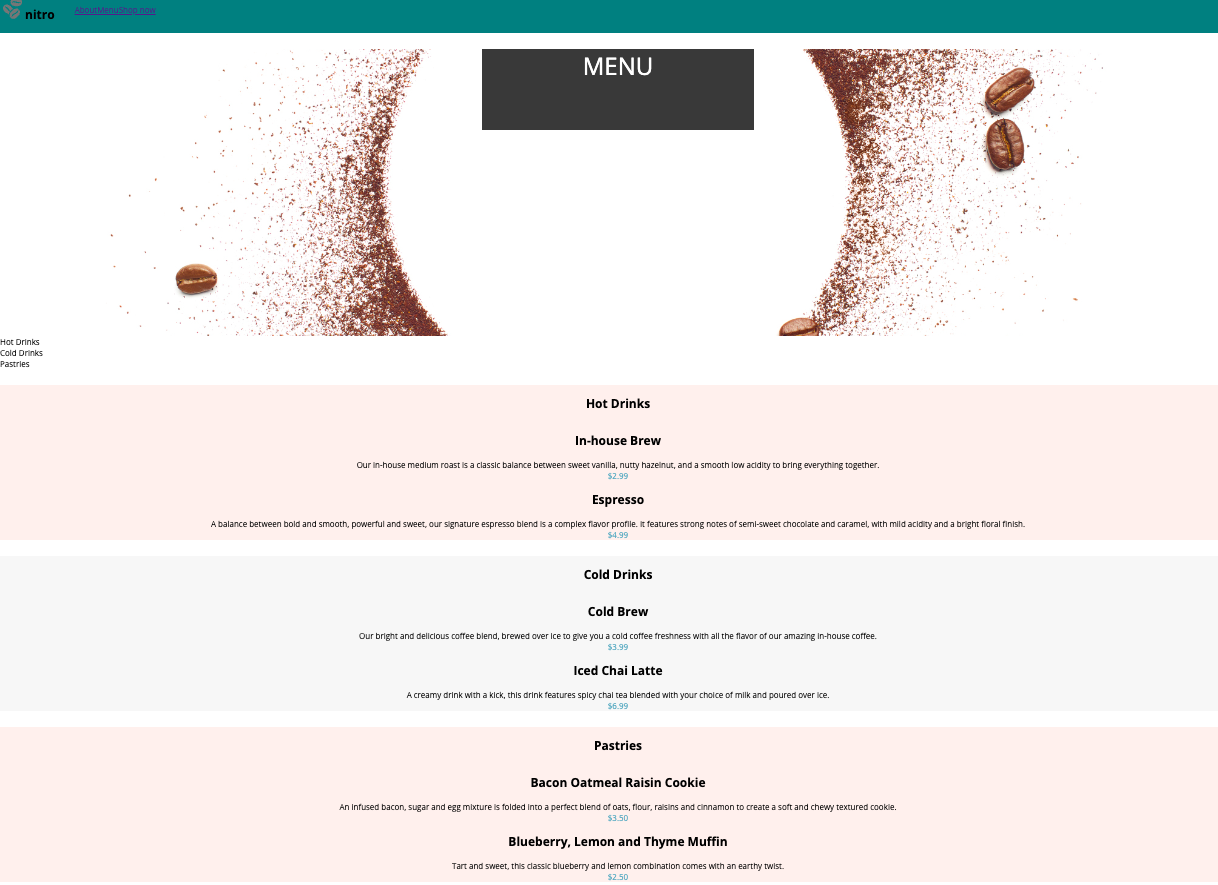 nitro
AboutMenuShop now
MENU
Hot Drinks
Cold Drinks
Pastries
Hot Drinks
In-house Brew
Our in-house medium roast is a classic balance between sweet vanilla, nutty hazelnut, and a smooth low acidity to bring everything together.
$2.99
Espresso
A balance between bold and smooth, powerful and sweet, our signature espresso blend is a complex flavor profile. it features strong notes of semi-sweet chocolate and caramel, with mild acidity and a bright floral finish.
$4.99
Cold Drinks
Cold Brew
Our bright and delicious coffee blend, brewed over ice to give you a cold coffee freshness with all the flavor of our amazing in-house coffee.
$3.99
Iced Chai Latte
A creamy drink with a kick, this drink features spicy chai tea blended with your choice of milk and poured over ice.
$6.99
Pastries
Bacon Oatmeal Raisin Cookie
An infused bacon, sugar and egg mixture is folded into a perfect blend of oats, flour, raisins and cinnamon to create a soft and chewy textured cookie.
$3.50
Blueberry, Lemon and Thyme Muffin
Tart and sweet, this classic blueberry and lemon combination comes with an earthy twist.
$2.50